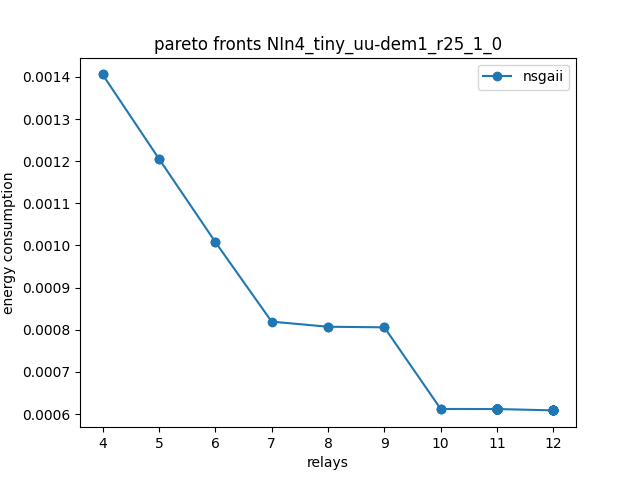 pareto fronts NIn4_tiny_uu-dem1_r25_1_0
nsgaii
energy consumption
0.0014
0.0013
0.0012
0.0011
0.0010
0.0009
0.0008
0.0007
0.0006
4 5 6 7 8 9 10 11 12
relays